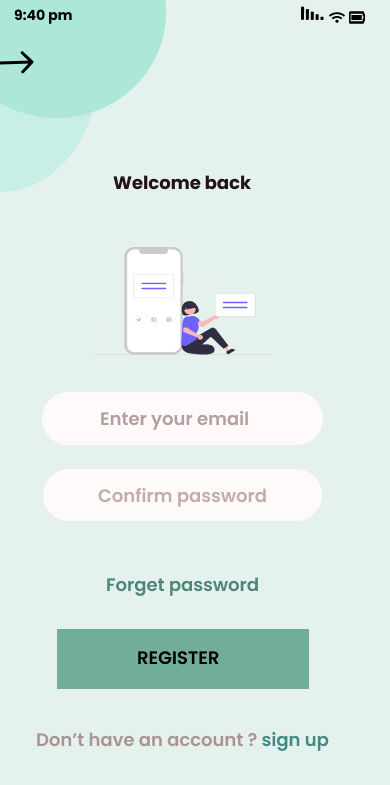 9:40 pm
Welcome back
Enter your email
Confirm password
Forget password
REGISTER
Don't have an account ? sign up